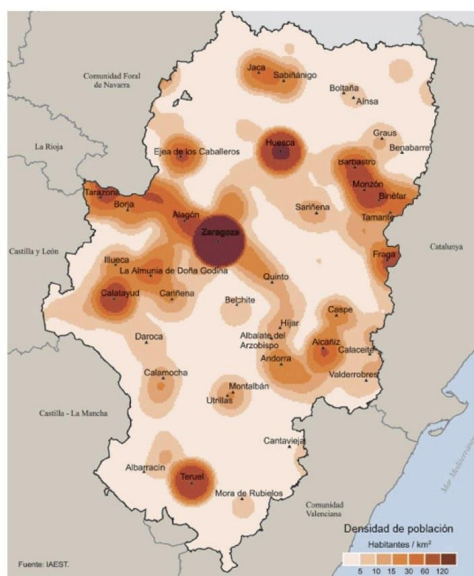 Jaca
Sabiñánigo
Comunidad Foral
de Navarra
Boltaña
Aínsa
La Rioja
Graus
Huesca
Benabarre
Ejea de los Caballeros
Barbastro
Monzón
Binéfar
Tarazona
Borja
Sariñena
Tamarite
Alagón
Zaragoza
Castilla y León
Catalunya
Fraga
Illueca
La Almunia de Doña Godina
Quinto
Calatayud
Cariñena
Belchite
Caspe
Híjar
Daroca
Albalate del
Arzobispo
Alcañiz
Calaceite
Andorra
Calamocha
Valderrobres
Montalbán
Utrillas
Castilla - La Mancha
Cantavieja
Albarracín
Teruel
Mora de Rubielos
Comunidad
Valenciana
Mar Mediterráneo
Densidad de población
Habitantes / km²
5 10 15 30 60 120
Fuente: IAEST.